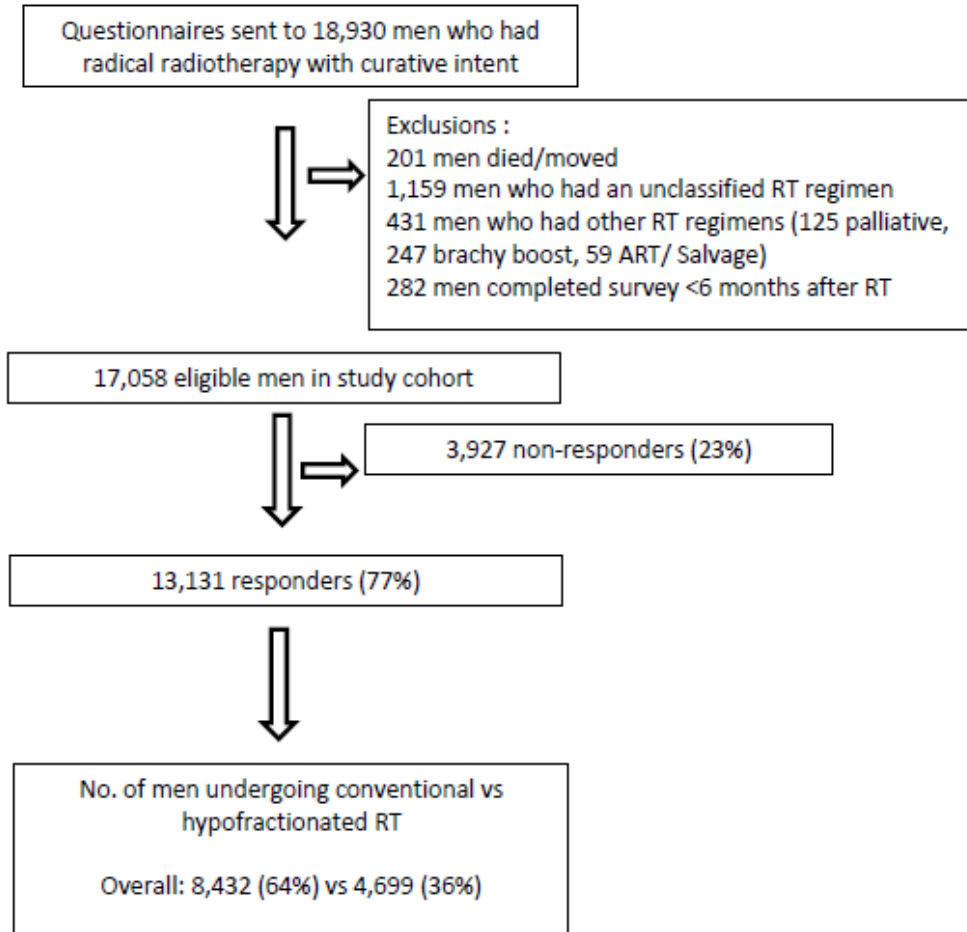 Questionnaires sent to 18,930 men who had
radical radiotherapy with curative intent
Exclusions :
201 men died/moved
1,159 men who had an unclassified RT regimen
431 men who had other RT regimens (125 palliative,
247 brachy boost, 59 ART/ Salvage)
282 men completed survey <6 months after RT
17,058 eligible men in study cohort
3,927 non-responders (23%)
13,131 responders (77%)
No. of men undergoing conventional vs
hypofractionated RT
Overall: 8,432 (64%) vs 4,699 (36%)